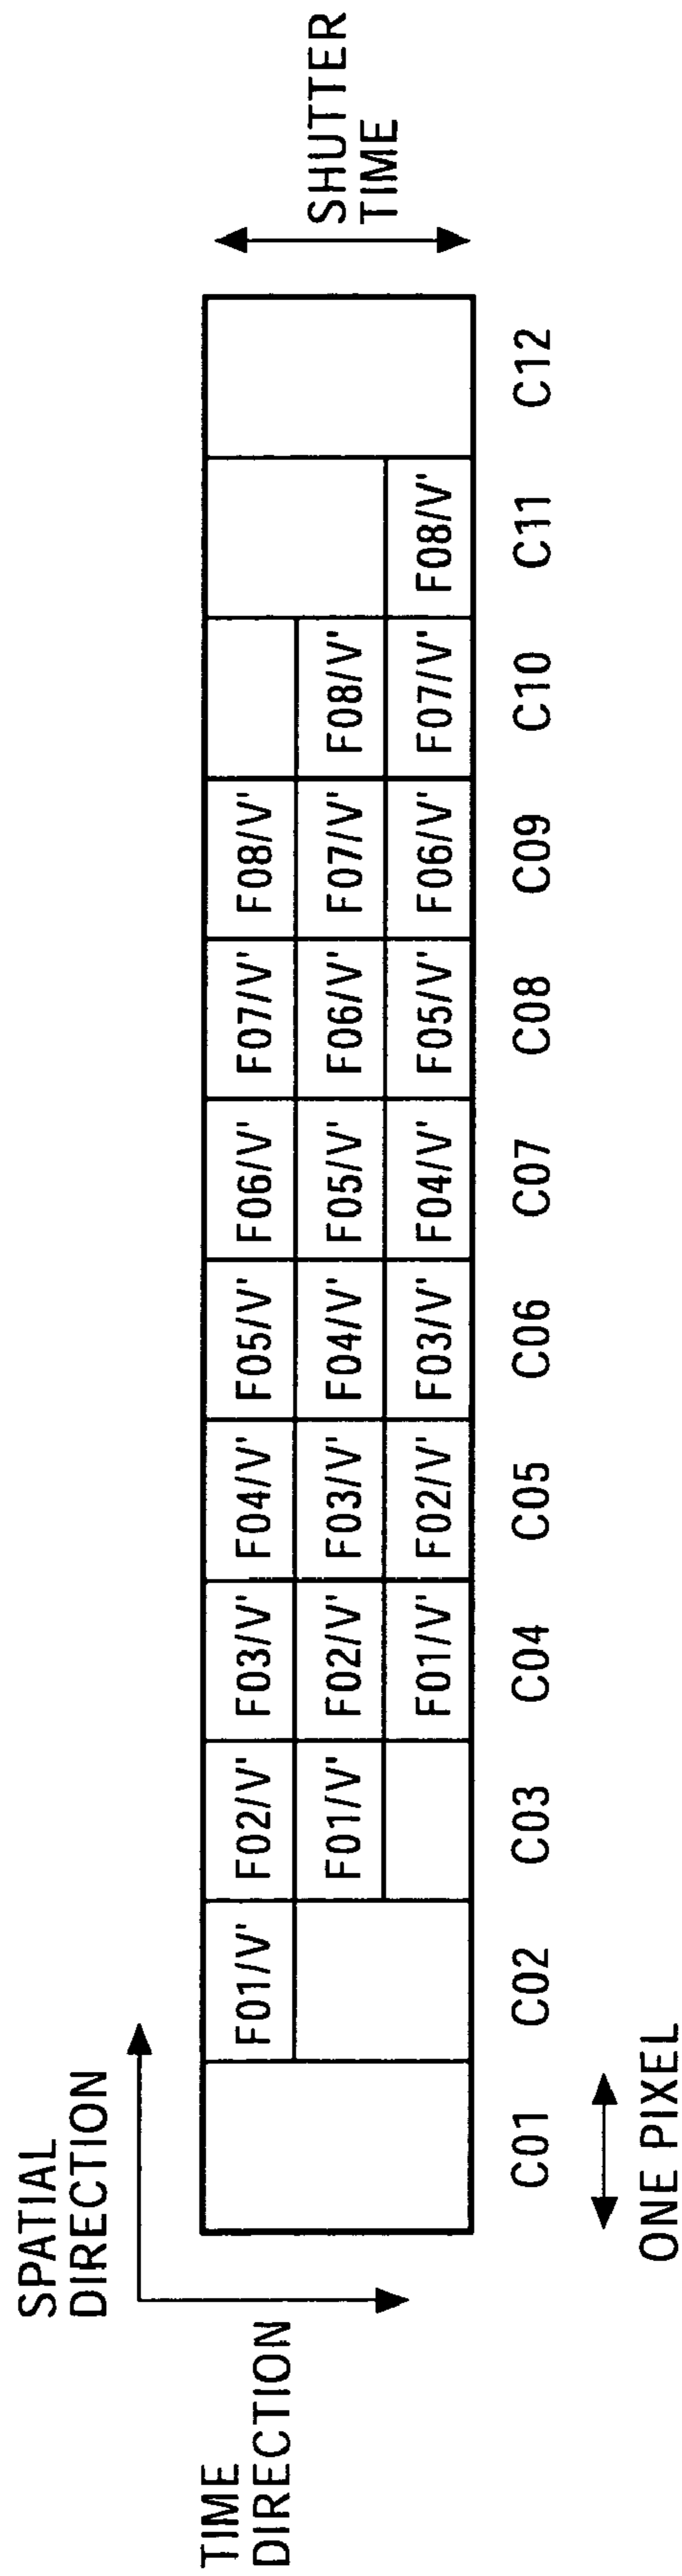 SPATIAL
DIRECTION
TIME
DIRECTION
F01/V' F02/V' F03/V' F04/V' F05/V' F06/V' F07/V' F08/V'
F01/V' F02/V' F03/V' F04/V' F05/V' F06/V' F07/V' F08/V'
F01/V' F02/V' F03/V' F04/V' F05/V' F06/V' F07/V' F08/V'
C01 C02 C03 C04 C05 C06 C07 C08 C09 C10 C11 C12
ONE PIXEL
SHUTTER
TIME